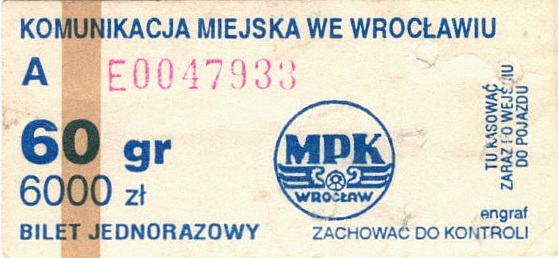 KOMUNIKACJA MIEJSKA WE WROCŁAWIU
A E0047933
60 gr
6000 zł
BILET JEDNORAZOWY
MPK
WROCŁAW
TU KASOWAĆ
ZARAZ PO WEJŚCIU
DO POJAZDU
engraf
ZACHOWAĆ DO KONTROLI